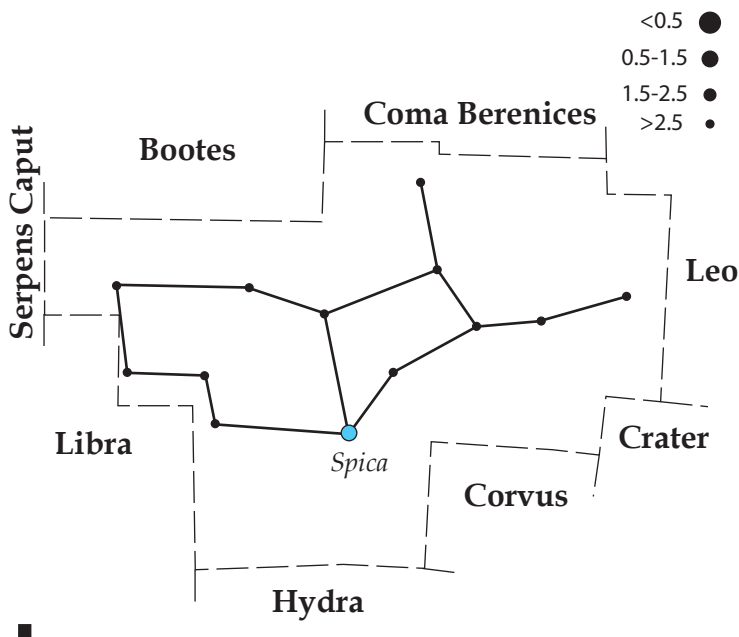 <0.5
0.5-1.5
1.5-2.5
>2.5
Coma Berenices
Bootes
Serpens Caput
Leo
Libra
Spica
Crater
Corvus
Hydra